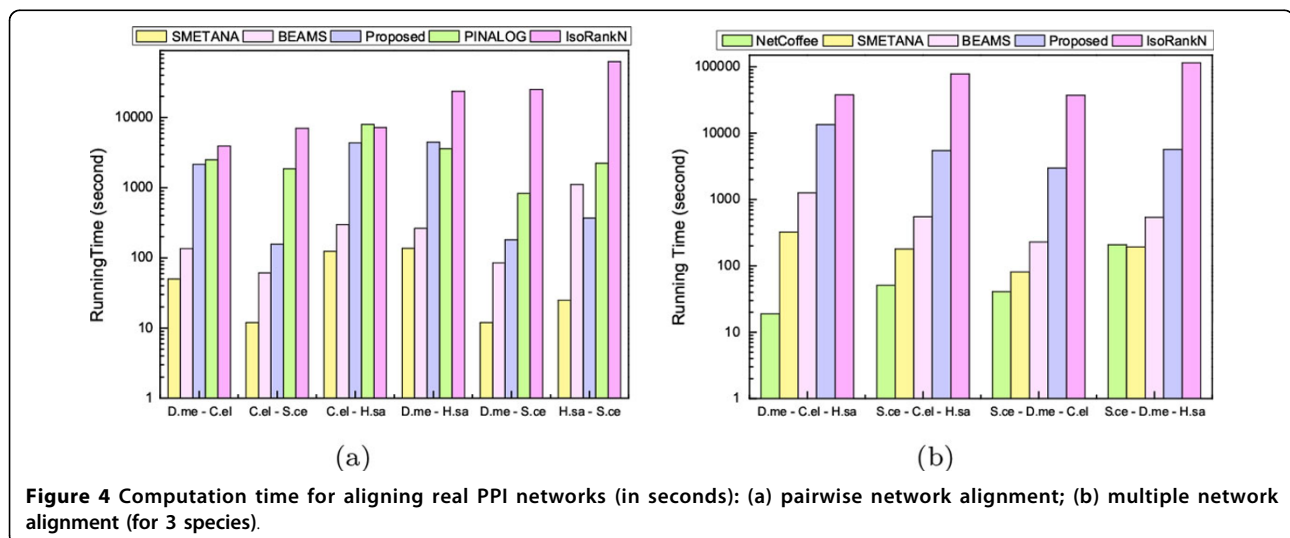 SMETANA BEAMS Proposed PINALOG IsoRankN
RunningTime (second)
10000
1000
100
10
1
D.me - C.el C.el - S.ce C.el - H.sa D.me - H.sa D.me - S.ce H.sa - S.ce
(a)
NetCoffee SMETANA BEAMS Proposed IsoRankN
Running Time (second)
100000
10000
1000
100
10
1
D.me - C.el - H.sa S.ce - C.el - H.sa S.ce - D.me - C.el S.ce - D.me - H.sa
(b)
Figure 4 Computation time for aligning real PPI networks (in seconds): (a) pairwise network alignment; (b) multiple network
alignment (for 3 species).